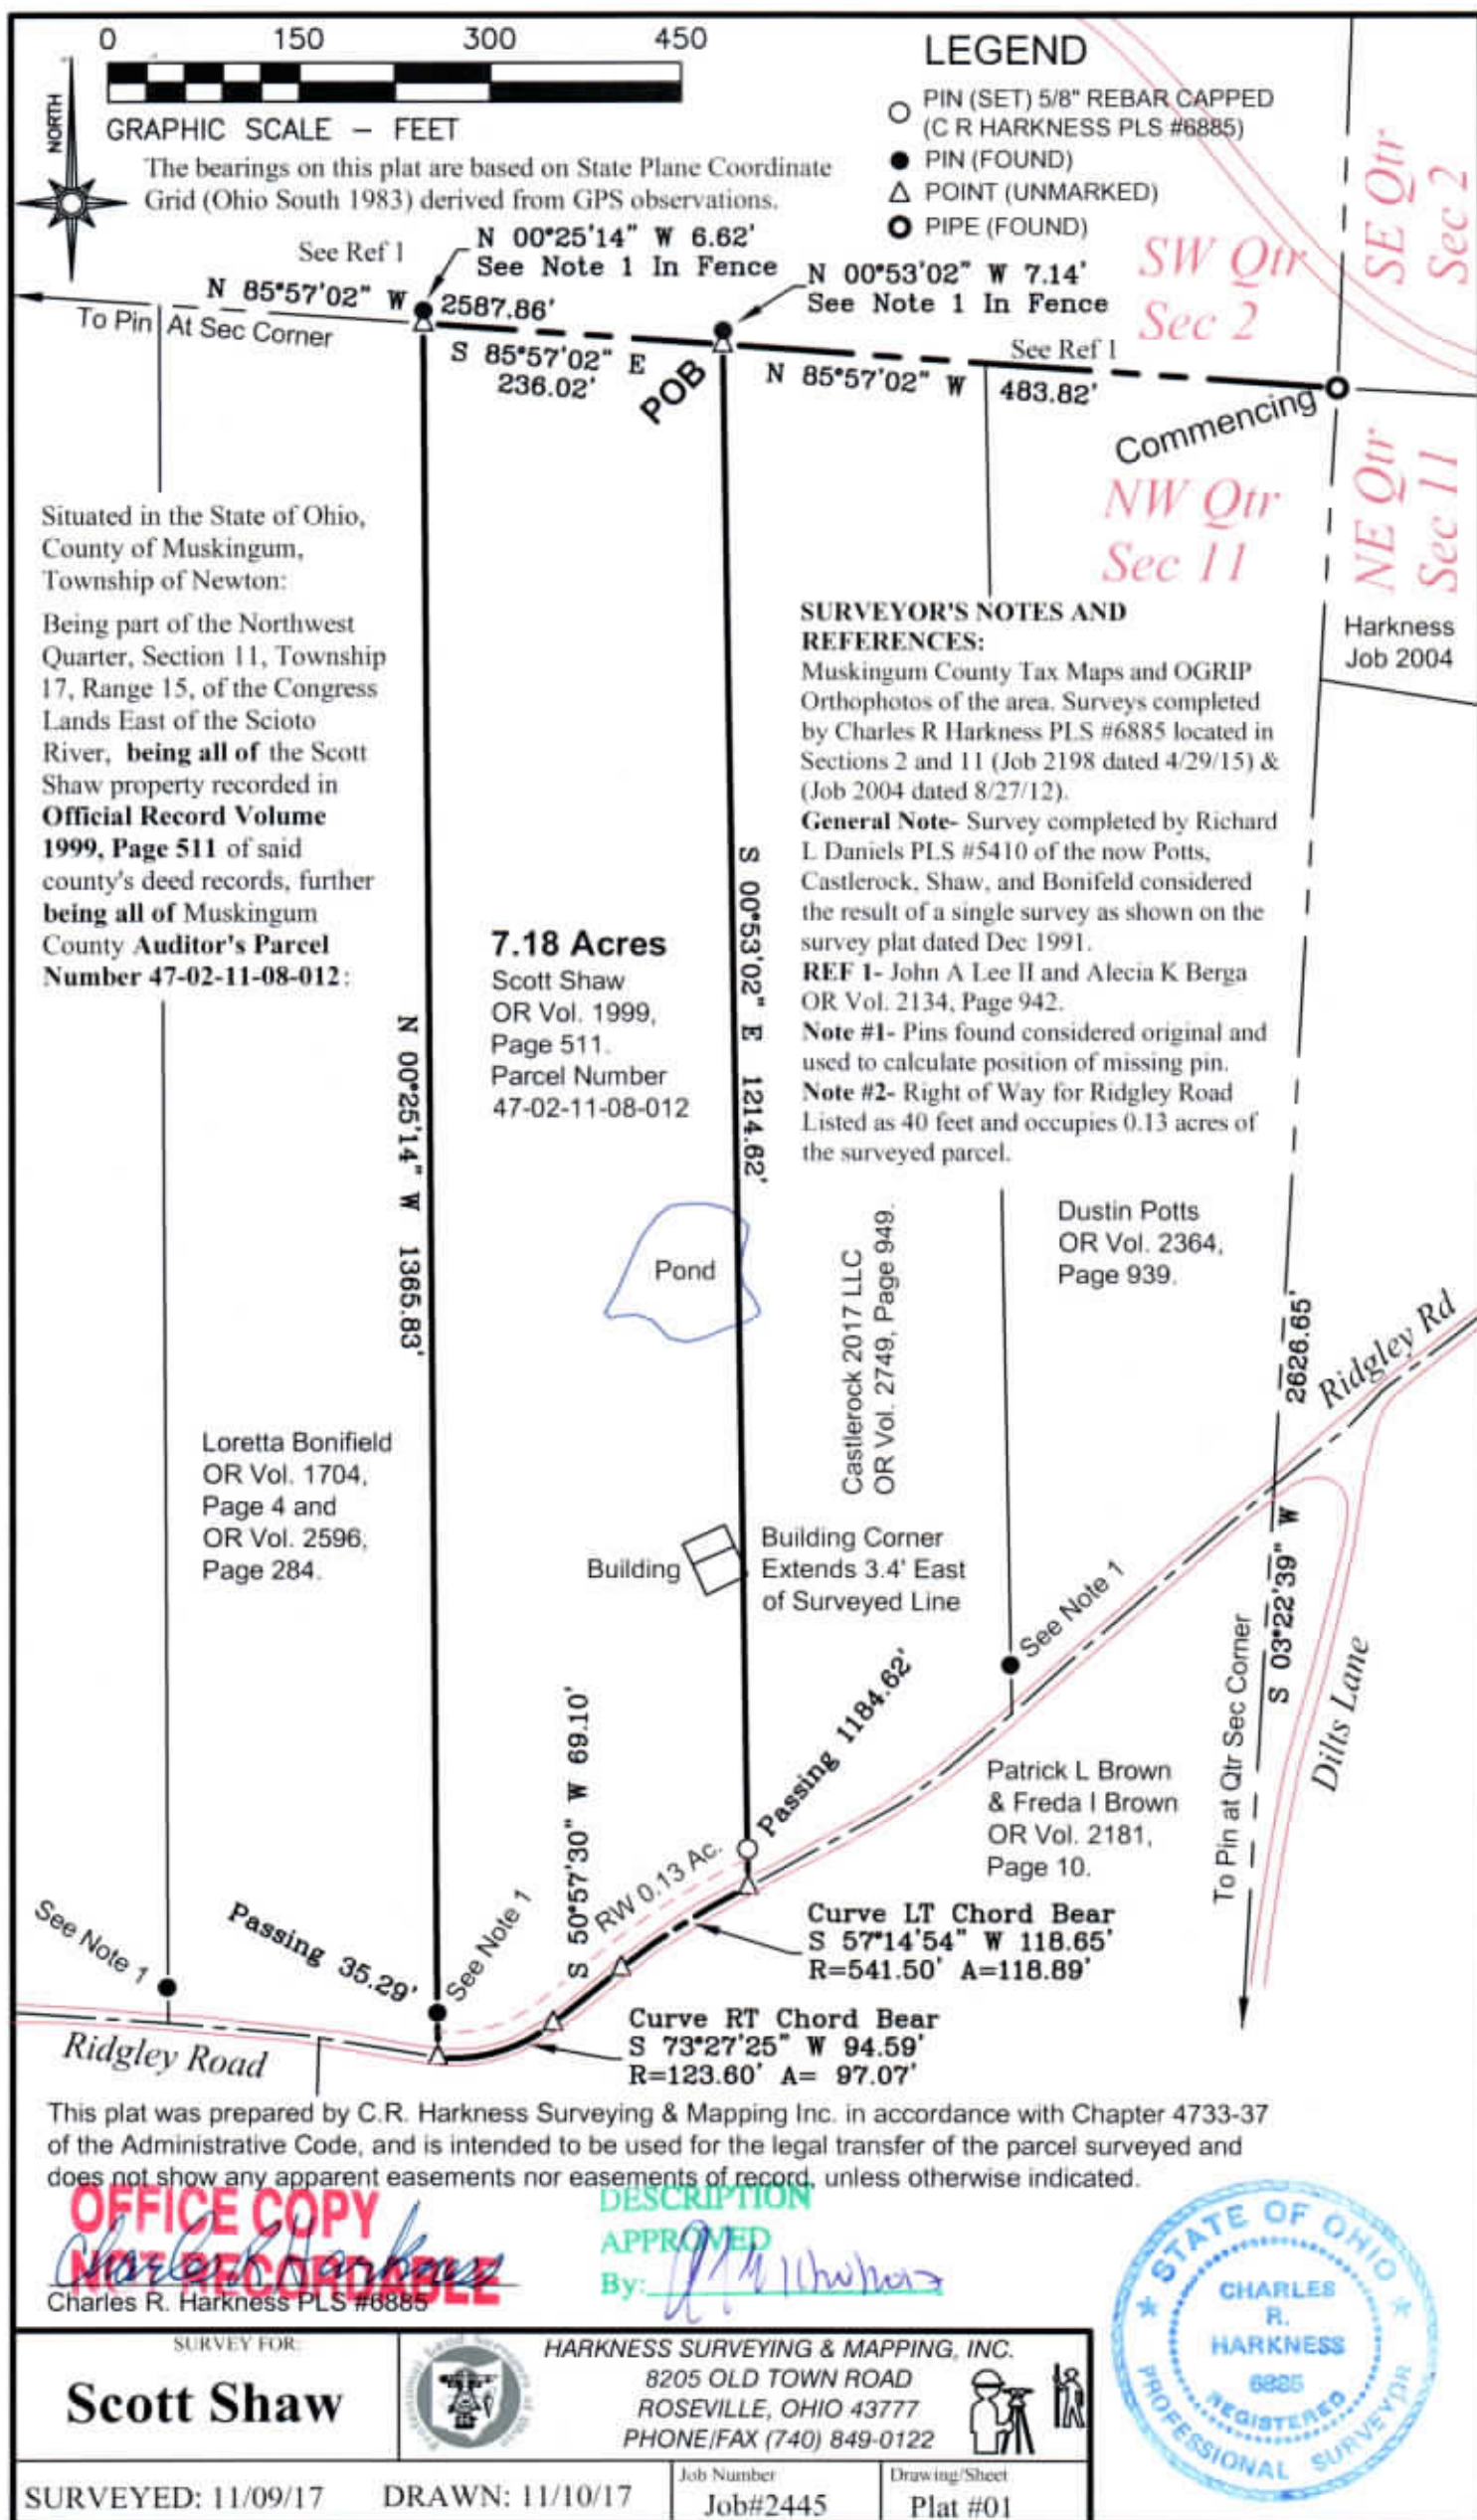 0 150 300 450
GRAPHIC SCALE – FEET
NORTH
The bearings on this plat are based on State Plane Coordinate
Grid (Ohio South 1983) derived from GPS observations.
LEGEND
PIN (SET) 5/8" REBAR CAPPED
(C R HARKNESS PLS #6885)
PIN (FOUND)
POINT (UNMARKED)
PIPE (FOUND)
SW Qtr
Sec 2
SE Qtr
Sec 2
See Ref 1
N 00°25'14" W 6.62'
See Note 1 In Fence
N 00°53'02" W 7.14'
See Note 1 In Fence
N 85°57'02" W 2587.86'
To Pin At Sec Corner
S 85°57'02" E
236.02'
POB
See Ref 1
N 85°57'02" W 483.82'
Commencing
NW Qtr
Sec 11
NE Qtr
Sec 11
Harkness
Job 2004
Situated in the State of Ohio,
County of Muskingum,
Township of Newton:
Being part of the Northwest
Quarter, Section 11, Township
17, Range 15, of the Congress
Lands East of the Scioto
River, being all of the Scott
Shaw property recorded in
Official Record Volume
1999, Page 511 of said
county's deed records, further
being all of Muskingum
County Auditor's Parcel
Number 47-02-11-08-012:
SURVEYOR'S NOTES AND
REFERENCES:
Muskingum County Tax Maps and OGRIP
Orthophotos of the area. Surveys completed
by Charles R Harkness PLS #6885 located in
Sections 2 and 11 (Job 2198 dated 4/29/15) &
(Job 2004 dated 8/27/12).
General Note- Survey completed by Richard
L Daniels PLS #5410 of the now Potts,
Castlerock, Shaw, and Bonifeld considered
the result of a single survey as shown on the
survey plat dated Dec 1991.
REF 1- John A Lee II and Alecia K Berga
OR Vol. 2134, Page 942.
Note #1- Pins found considered original and
used to calculate position of missing pin.
Note #2- Right of Way for Ridgley Road
Listed as 40 feet and occupies 0.13 acres of
the surveyed parcel.
7.18 Acres
Scott Shaw
OR Vol. 1999,
Page 511.
Parcel Number
47-02-11-08-012
N 00°25'14" W 1365.83'
S 00°53'02" E 1214.62'
Pond
Castlerock 2017 LLC
OR Vol. 2749, Page 949.
Dustin Potts
OR Vol. 2364,
Page 939.
2626.65'
S 03°22'39" W
Ridgley Rd
Loretta Bonifield
OR Vol. 1704,
Page 4 and
OR Vol. 2596,
Page 284.
Building
Building Corner
Extends 3.4' East
of Surveyed Line
See Note 1
To Pin at Qtr Sec Corner
Dilts Lane
Passing 1184.62'
S 50°57'30" W 69.10'
RW 0.13 Ac.
Patrick L Brown
& Freda I Brown
OR Vol. 2181,
Page 10.
See Note 1
Passing 35.29'
See Note 1
Curve LT Chord Bear
S 57°14'54" W 118.65'
R=541.50' A=118.89'
Curve RT Chord Bear
S 73°27'25" W 94.59'
R=123.60' A= 97.07'
Ridgley Road
This plat was prepared by C.R. Harkness Surveying & Mapping Inc. in accordance with Chapter 4733-37
of the Administrative Code, and is intended to be used for the legal transfer of the parcel surveyed and
does not show any apparent easements nor easements of record, unless otherwise indicated.
OFFICE COPY
NOT RECORDABLE
Charles R Harkness
Charles R. Harkness PLS #6885
DESCRIPTION
APPROVED
By:
STATE OF OHIO
CHARLES
R.
HARKNESS
6885
REGISTERED
PROFESSIONAL SURVEYOR
SURVEY FOR:
Scott Shaw
HARKNESS SURVEYING & MAPPING, INC.
8205 OLD TOWN ROAD
ROSEVILLE, OHIO 43777
PHONE/FAX (740) 849-0122
SURVEYED: 11/09/17
DRAWN: 11/10/17
Job Number
Job#2445
Drawing/Sheet
Plat #01